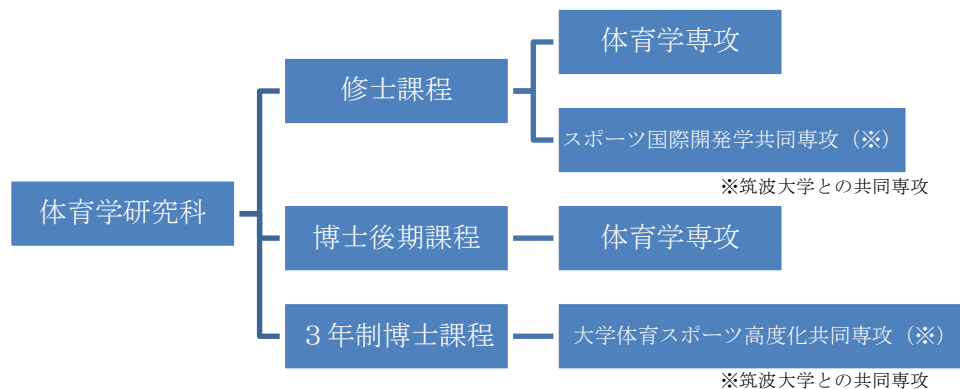 体育学専攻
修士課程
スポーツ国際開発学共同専攻（※）
※筑波大学との共同専攻
体育学研究科
博士後期課程
体育学専攻
３年制博士課程
大学体育スポーツ高度化共同専攻（※）
※筑波大学との共同専攻